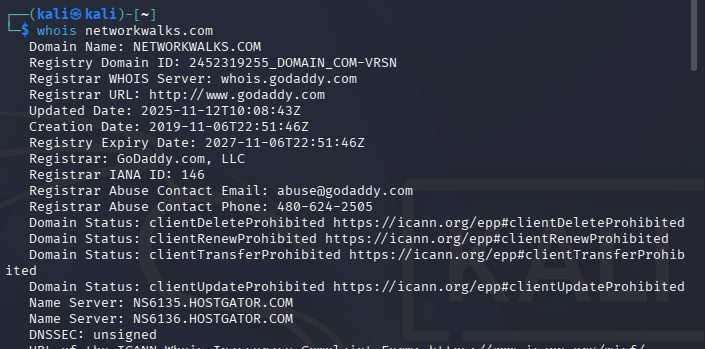 ┌──(kali㉿kali)-[~]
└─$ whois networkwalks.com
Domain Name: NETWORKWALKS.COM
Registry Domain ID: 2452319255_DOMAIN_COM-VRSN
Registrar WHOIS Server: whois.godaddy.com
Registrar URL: http://www.godaddy.com
Updated Date: 2025-11-12T10:08:43Z
Creation Date: 2019-11-06T22:51:46Z
Registry Expiry Date: 2027-11-06T22:51:46Z
Registrar: GoDaddy.com, LLC
Registrar IANA ID: 146
Registrar Abuse Contact Email: abuse@godaddy.com
Registrar Abuse Contact Phone: 480-624-2505
Domain Status: clientDeleteProhibited https://icann.org/epp#clientDeleteProhibited
Domain Status: clientRenewProhibited https://icann.org/epp#clientRenewProhibited
Domain Status: clientTransferProhibited https://icann.org/epp#clientTransferProhib
ited
Domain Status: clientUpdateProhibited https://icann.org/epp#clientUpdateProhibited
Name Server: NS6135.HOSTGATOR.COM
Name Server: NS6136.HOSTGATOR.COM
DNSSEC: unsigned
KALI